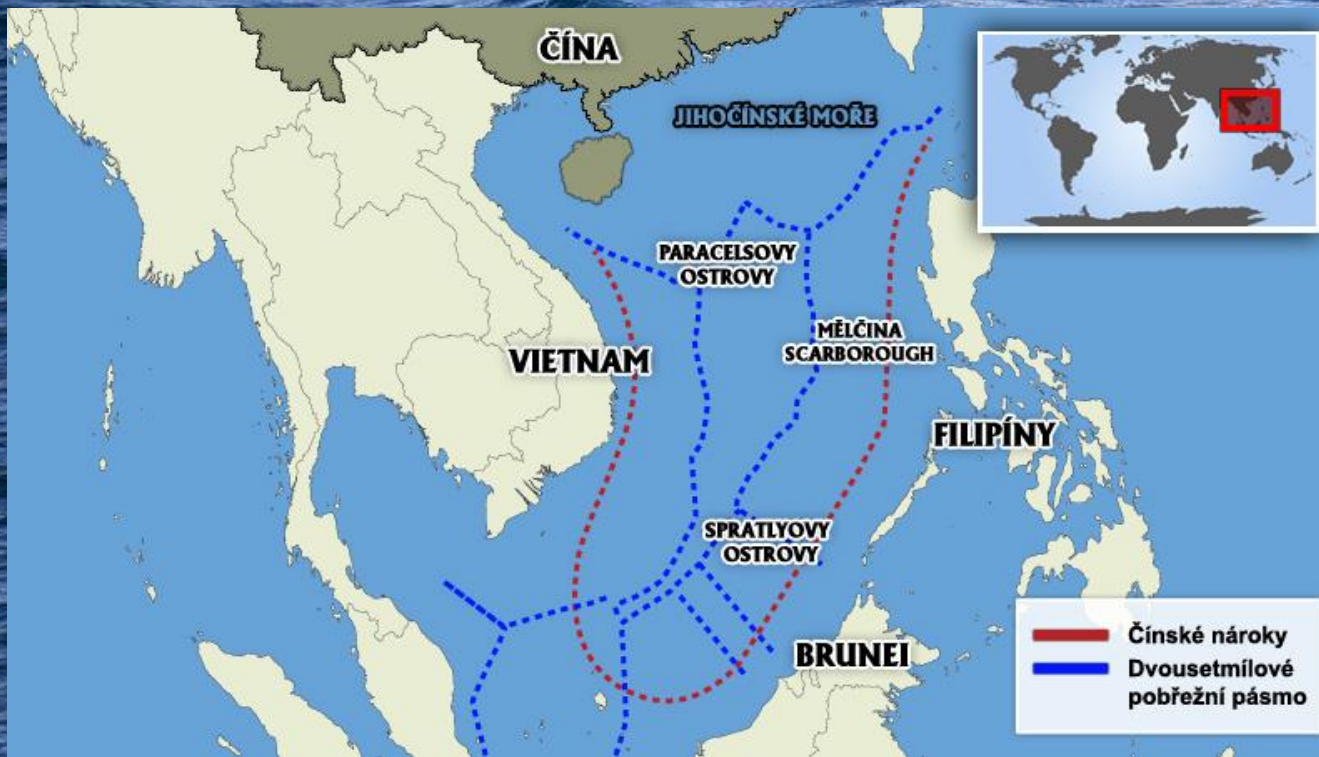 ČÍNA
JIHOČÍNSKÉ MOŘE
PARACELSOVY
OSTROVY
MĚLČINA
SCARBOROUGH
VIETNAM
FILIPÍNY
SPRATLYOVY
OSTROVY
BRUNEI
Čínské nároky
Dvousetmílové
pobřežní pásmo